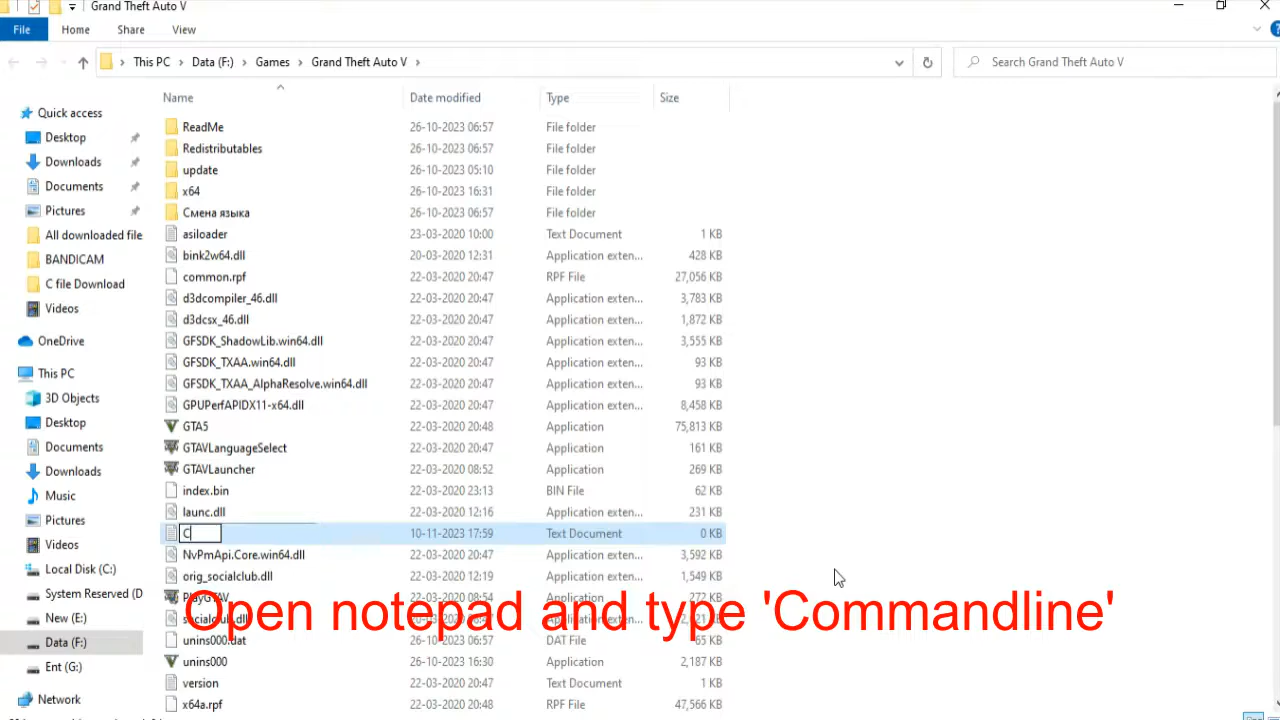 Grand Theft Auto V
File Home Share View
This PC Data (F:) Games Grand Theft Auto V Search Grand Theft Auto V
Name Date modified Type Size
Quick access
Desktop
Downloads
Documents
Pictures
All downloaded file
BANDICAM
C file Download
Videos
OneDrive
This PC
3D Objects
Desktop
Documents
Downloads
Music
Pictures
Videos
Local Disk (C:)
System Reserved (D
New (E:)
Data (F:)
Ent (G:)
Network
ReadMe 26-10-2023 06:57 File folder
Redistributables 26-10-2023 06:57 File folder
update 26-10-2023 05:10 File folder
x64 26-10-2023 16:31 File folder
Смена языка 26-10-2023 06:57 File folder
asiloader 23-03-2020 10:00 Text Document 1 KB
bink2w64.dll 20-03-2020 12:31 Application exten... 428 KB
common.rpf 22-03-2020 20:47 RPF File 27,056 KB
d3dcompiler_46.dll 22-03-2020 20:47 Application exten... 3,783 KB
d3dcsx_46.dll 22-03-2020 20:47 Application exten... 1,872 KB
GFSDK_ShadowLib.win64.dll 22-03-2020 20:47 Application exten... 3,555 KB
GFSDK_TXAA.win64.dll 22-03-2020 20:47 Application exten... 93 KB
GFSDK_TXAA_AlphaResolve.win64.dll 22-03-2020 20:47 Application exten... 93 KB
GPUPerfAPIDX11-x64.dll 22-03-2020 20:47 Application exten... 8,458 KB
GTA5 22-03-2020 20:48 Application 75,813 KB
GTAVLanguageSelect 22-03-2020 20:47 Application 161 KB
GTAVLauncher 22-03-2020 08:52 Application 269 KB
index.bin 22-03-2020 23:13 BIN File 62 KB
launc.dll 22-03-2020 12:16 Application exten... 231 KB
C 10-11-2023 17:59 Text Document 0 KB
NvPmApi.Core.win64.dll 22-03-2020 20:47 Application exten... 3,592 KB
orig_socialclub.dll 22-03-2020 12:19 Application exten... 1,549 KB
PlayGTAV 22-03-2020 08:54 Application 272 KB
Open notepad and type 'Commandline'
unins000.dat 26-10-2023 06:57 DAT File 65 KB
unins000 26-10-2023 16:30 Application 2,187 KB
version 22-03-2020 20:47 Text Document 1 KB
x64a.rpf 22-03-2020 20:48 RPF File 47,566 KB